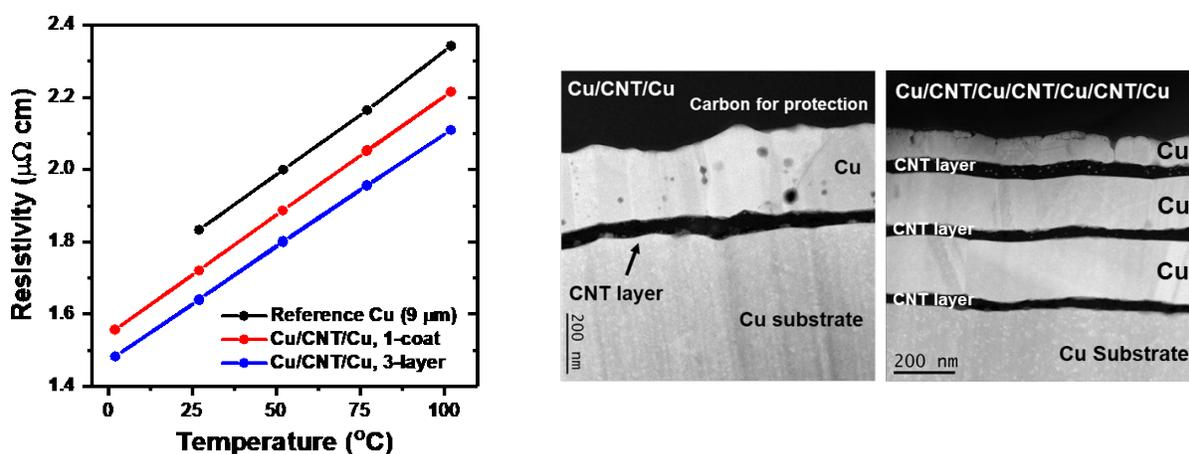 2.4
2.2
2.0
1.8
1.6
1.4
Resistivity (μΩ cm)
Reference Cu (9 μm)
Cu/CNT/Cu, 1-coat
Cu/CNT/Cu, 3-layer
0 25 50 75 100
Temperature (°C)
Cu/CNT/Cu
Carbon for protection
Cu
CNT layer
Cu substrate
200 nm
Cu/CNT/Cu/CNT/Cu/CNT/Cu
Cu
CNT layer
Cu
CNT layer
Cu
CNT layer
Cu Substrate
200 nm